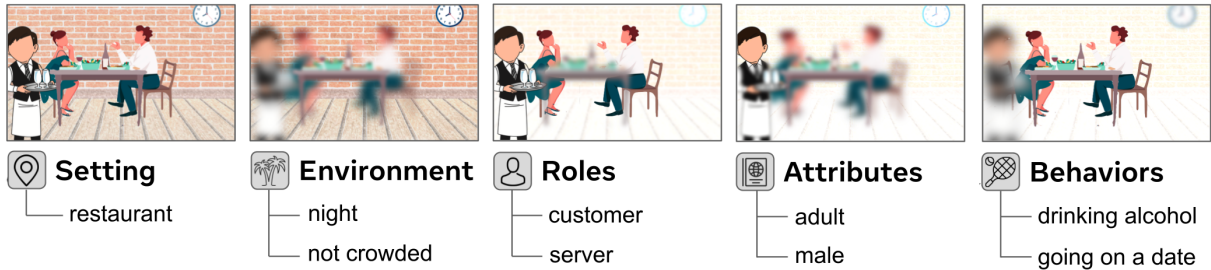 Setting
restaurant
Environment
night
not crowded
Roles
customer
server
Attributes
adult
male
Behaviors
drinking alcohol
going on a date